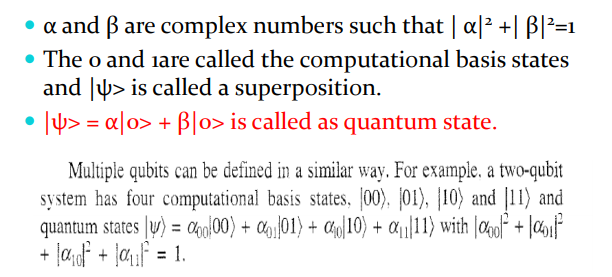 • α and β are complex numbers such that | α|² +| β|²=1
• The 0 and 1are called the computational basis states
and |ψ> is called a superposition.
• |ψ> = α|0> + β|0> is called as quantum state.
Multiple qubits can be defined in a similar way. For example. a two-qubit
system has four computational basis states, |00⟩, |01⟩, |10⟩ and |11⟩ and
quantum states |ψ⟩ = α₀₀|00⟩ + α₀₁|01⟩ + α₁₀|10⟩ + α₁₁|11⟩ with |α₀₀|² + |α₀₁|²
+ |α₁₀|² + |α₁₁|² = 1.